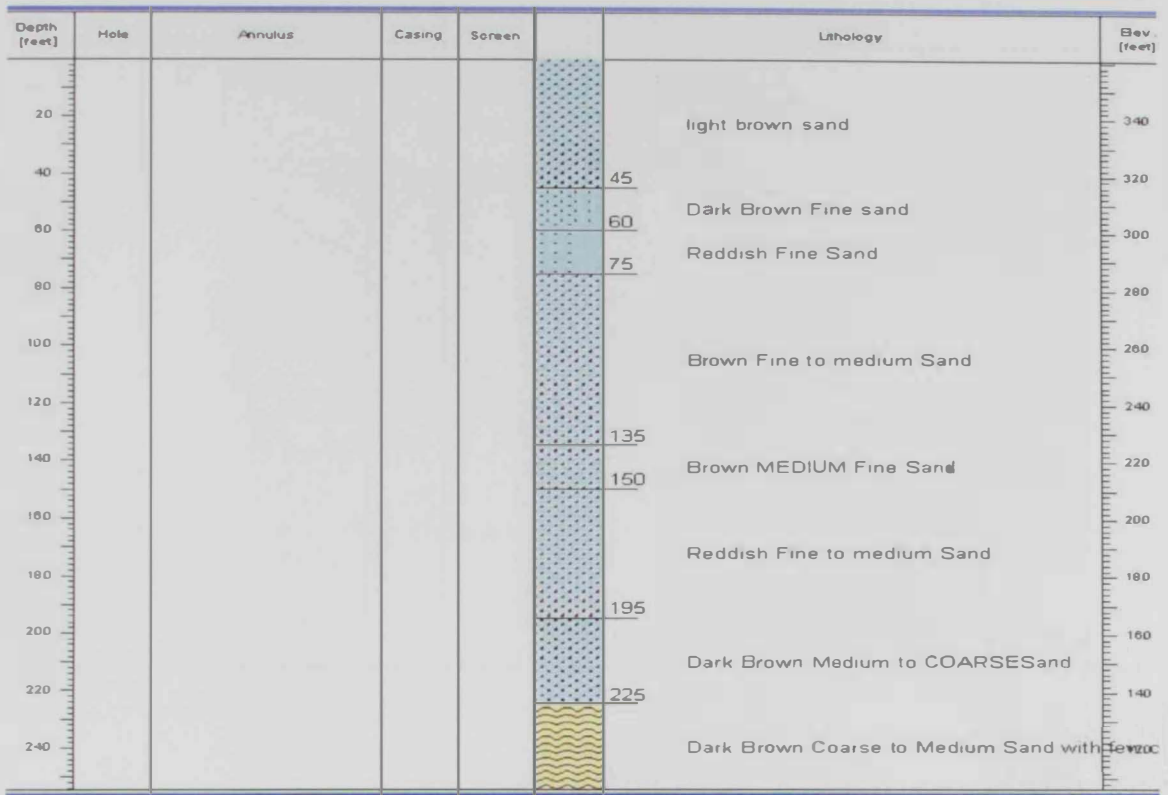 Depth [feet] Hole Annulus Casing Screen Lithology Elev. [feet]
20 light brown sand 340
40 45 320
Dark Brown Fine sand
60 60 300
Reddish Fine Sand
75
80 280
100 260
Brown Fine to medium Sand
120 240
135
140 220
Brown MEDIUM Fine Sand
150
160 200
Reddish Fine to medium Sand
180 180
195
200 160
Dark Brown Medium to COARSESand
220 225 140
240 Dark Brown Coarse to Medium Sand with